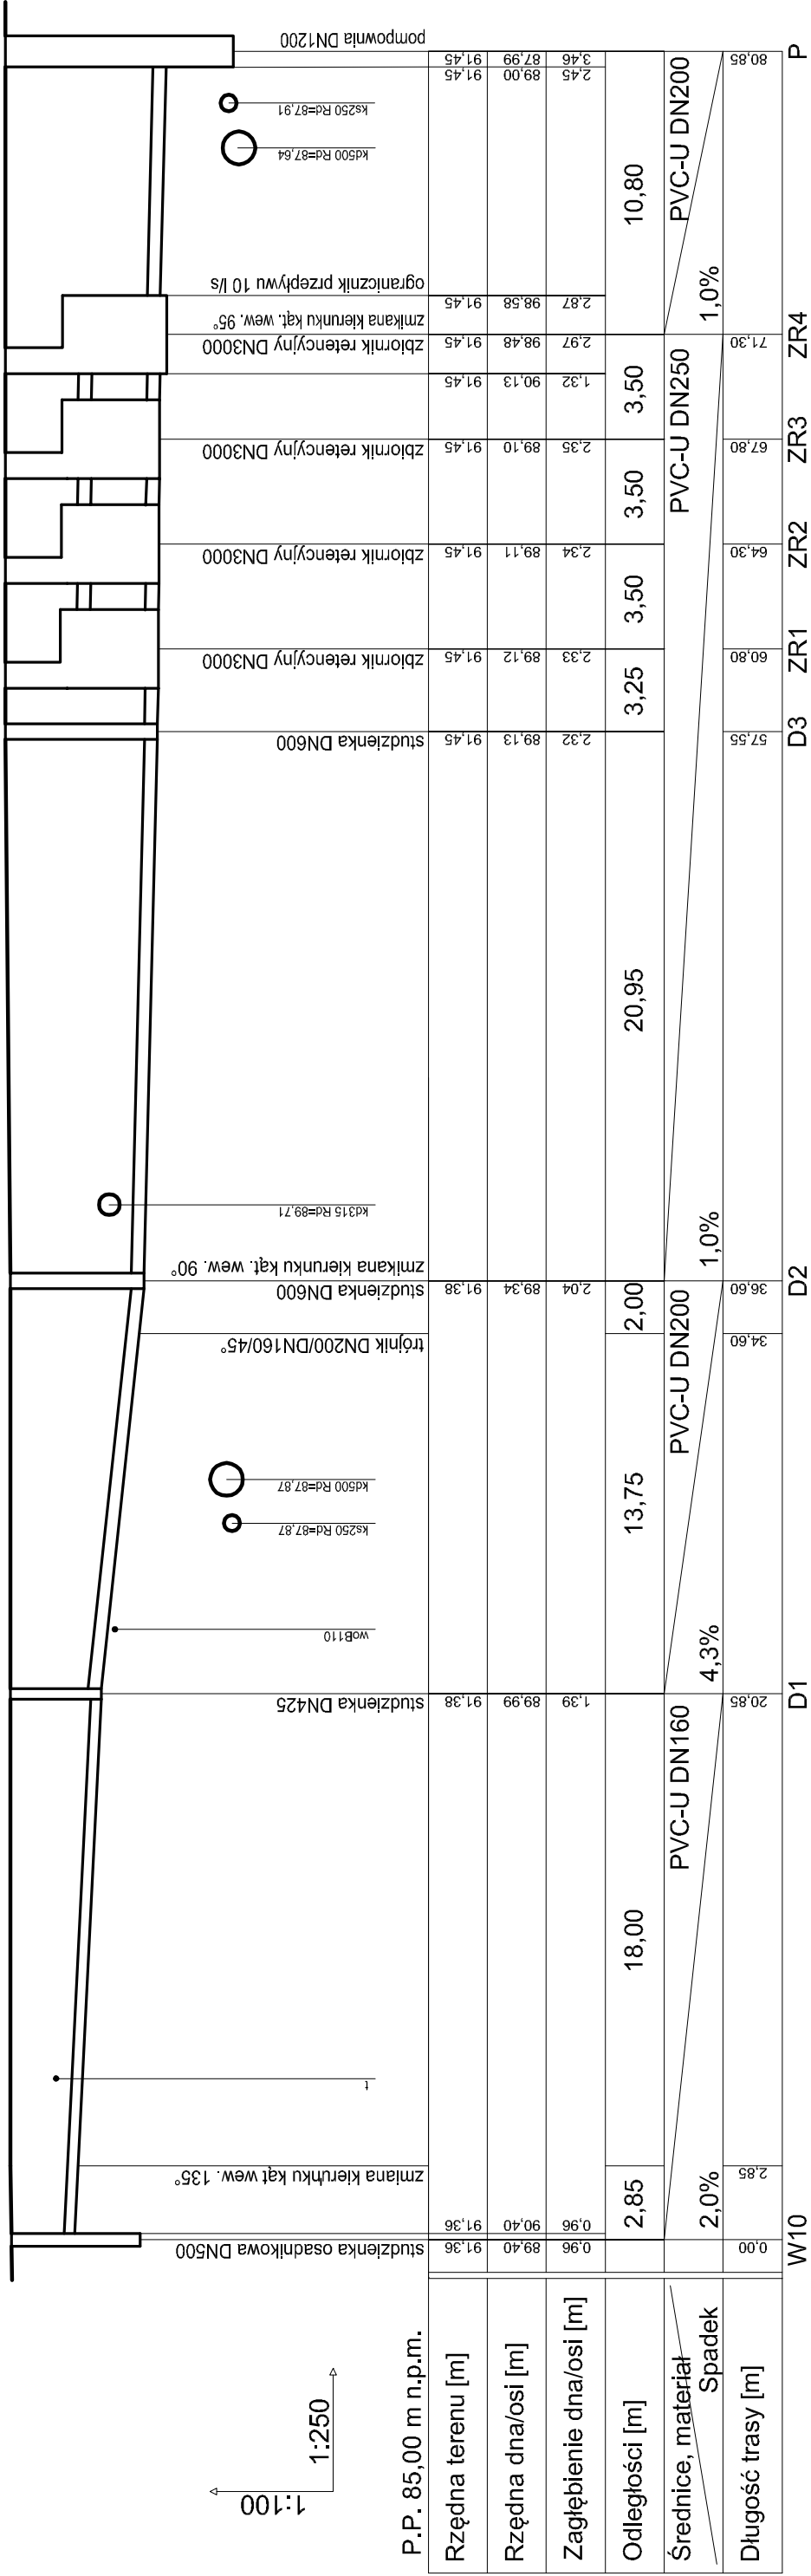 1:100
1:250
P.P. 85,00 m n.p.m.
studzienka osadnikowa DN500
zmiana kieruhku kąt wew. 135°
t
studzienka DN425
woB110
ks250 Rd=87,87
kd500 Rd=87,87
trójnik DN200/DN160/45°
studzienka DN600
zmikana kierunku kąt. wew. 90°
kd315 Rd=89,71
studzienka DN600
zbiornik retencyjny DN3000
zbiornik retencyjny DN3000
zbiornik retencyjny DN3000
zbiornik retencyjny DN3000
zmikana kierunku kąt. wew. 95°
ogranicznik przepływu 10 l/s
kd500 Rd=87,64
ks250 Rd=87,91
pompownia DN1200
Rzędna terenu [m] 91,36 91,36 91,38 91,38 91,45 91,45 91,45 91,45 91,45 91,45 91,45 91,45 91,45
Rzędna dna/osi [m] 89,40 90,40 89,99 89,34 89,13 89,12 89,11 89,10 90,13 98,48 98,58 89,00 87,99
Zagłębienie dna/osi [m] 0,96 0,96 1,39 2,04 2,32 2,33 2,34 2,35 1,32 2,97 2,87 2,45 3,46
Odległości [m] 2,85 18,00 13,75 2,00 20,95 3,25 3,50 3,50 3,50 10,80
Średnice, materiał PVC-U DN160 PVC-U DN200 PVC-U DN250 PVC-U DN200
Spadek 2,0% 4,3% 1,0% 1,0%
Długość trasy [m] 0,00 2,85 20,85 34,60 36,60 57,55 60,80 64,30 67,80 71,30 80,85
W10 D1 D2 D3 ZR1 ZR2 ZR3 ZR4 P